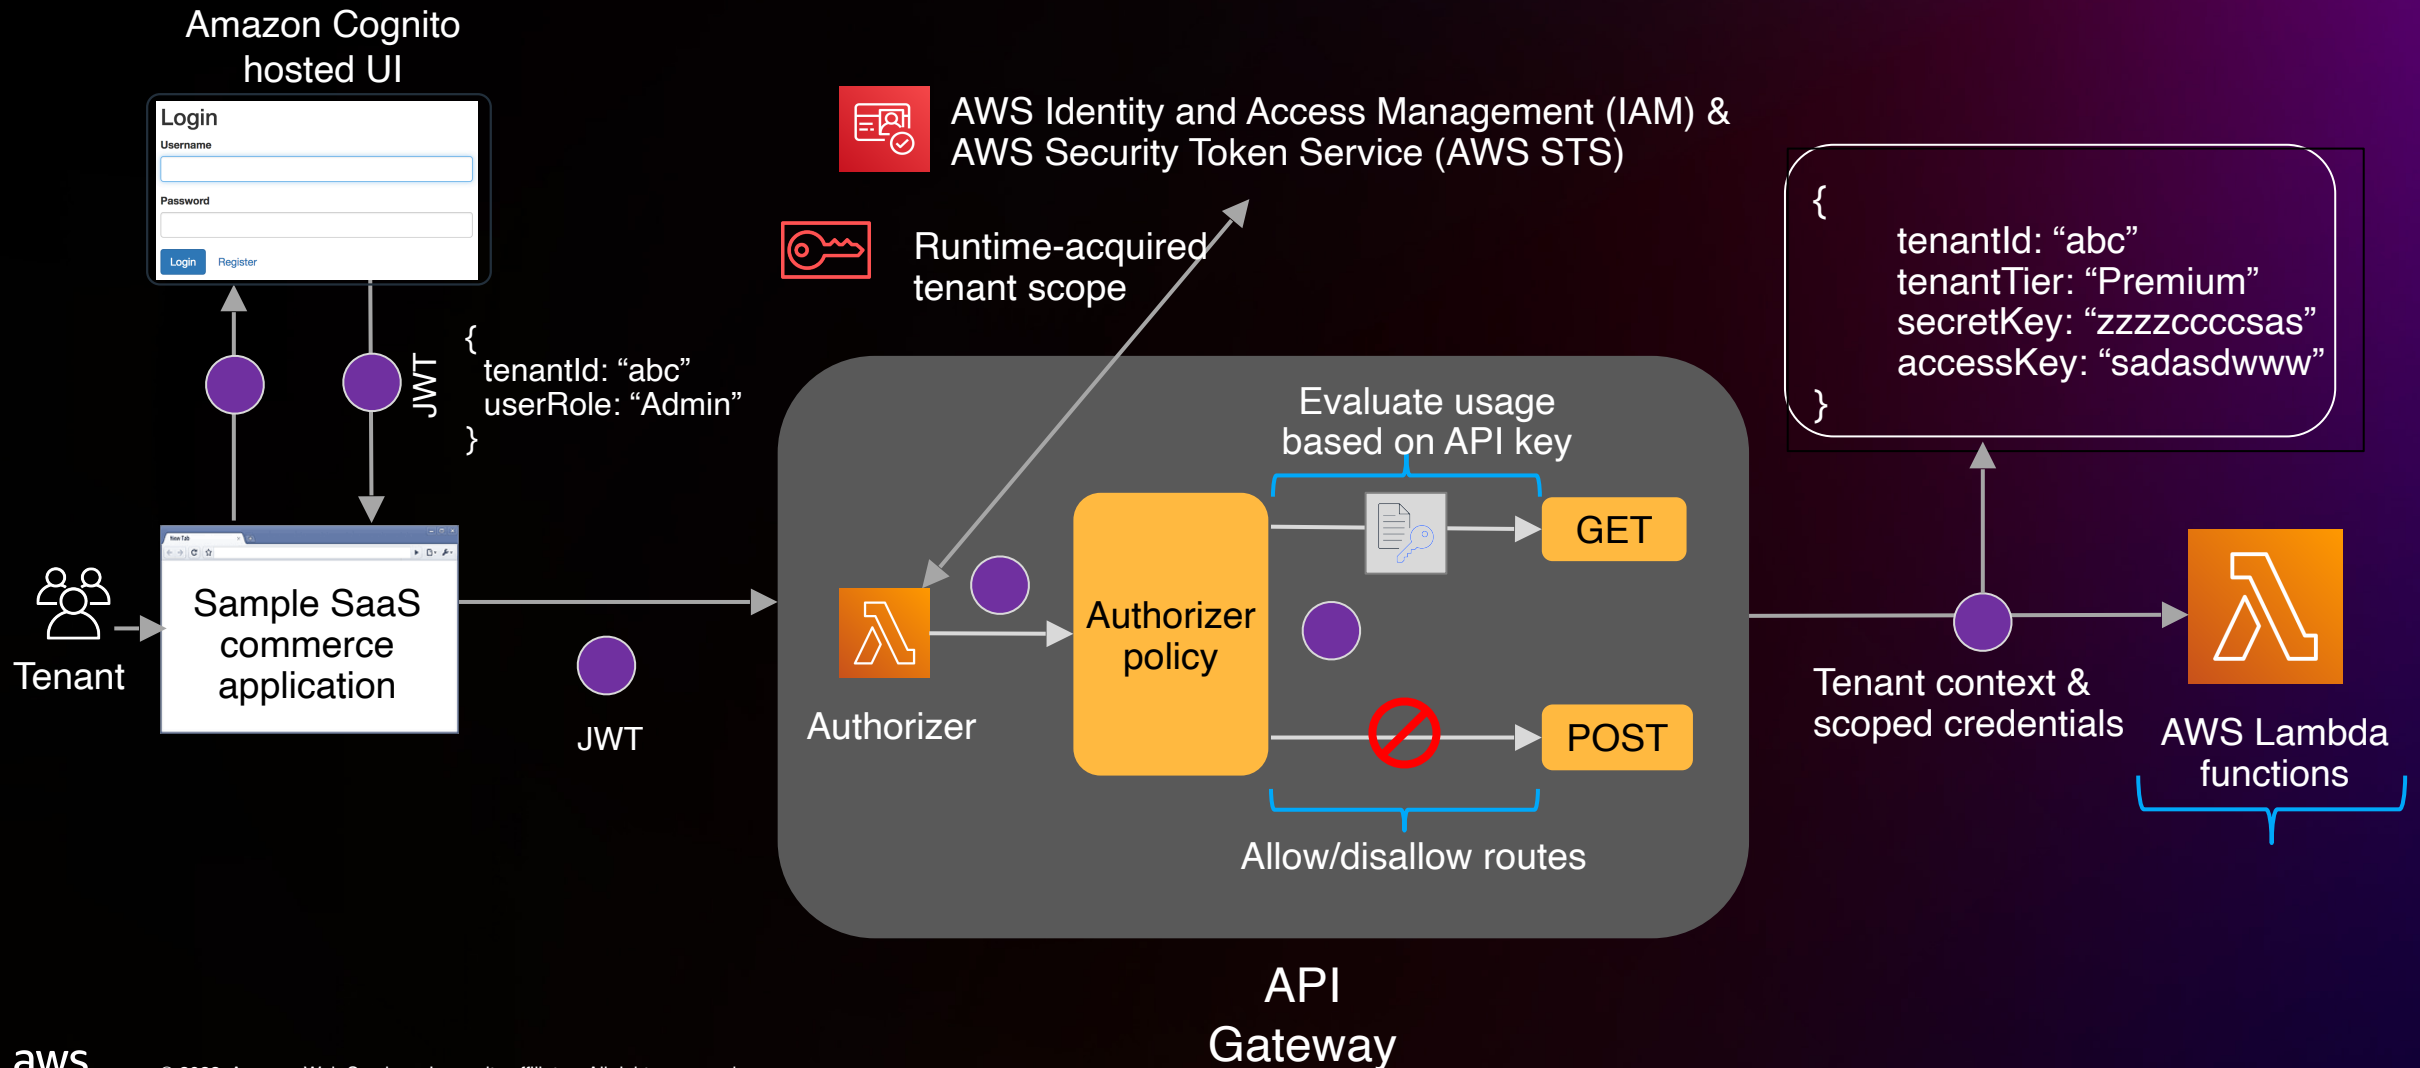 Amazon Cognito
hosted UI
Login
Username
Password
Login
Register
JWT
{
tenantId: “abc”
userRole: “Admin”
}
AWS Identity and Access Management (IAM) &
AWS Security Token Service (AWS STS)
Runtime-acquired
tenant scope
{
tenantId: “abc”
tenantTier: “Premium”
secretKey: “zzzzccccsas”
accessKey: “sadasdwww”
}
Tenant
New Tab
Sample SaaS
commerce
application
JWT
Authorizer
Authorizer
policy
Evaluate usage
based on API key
GET
POST
Allow/disallow routes
API
Gateway
Tenant context &
scoped credentials
AWS Lambda
functions
aws